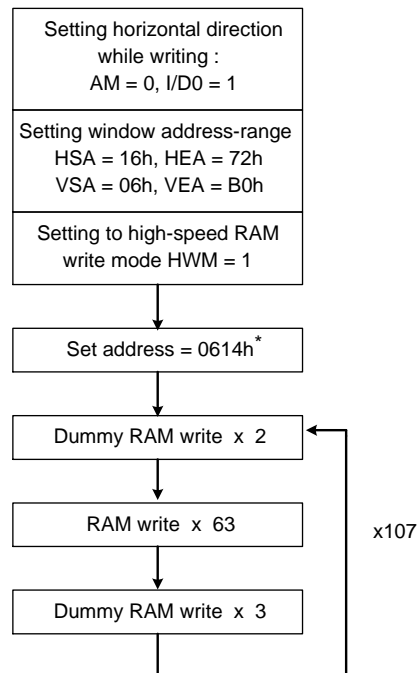 Setting horizontal direction
while writing :
AM = 0, I/D0 = 1
Setting window address-range
HSA = 16h, HEA = 72h
VSA = 06h, VEA = B0h
Setting to high-speed RAM
write mode HWM = 1
Set address = 0614h*
Dummy RAM write x 2
RAM write x 63
x107
Dummy RAM write x 3